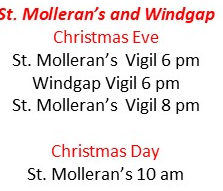 St. Molleran's and Windgap
Christmas Eve
St. Molleran's Vigil 6 pm
Windgap Vigil 6 pm
St. Molleran's Vigil 8 pm
Christmas Day
St. Molleran's 10 am